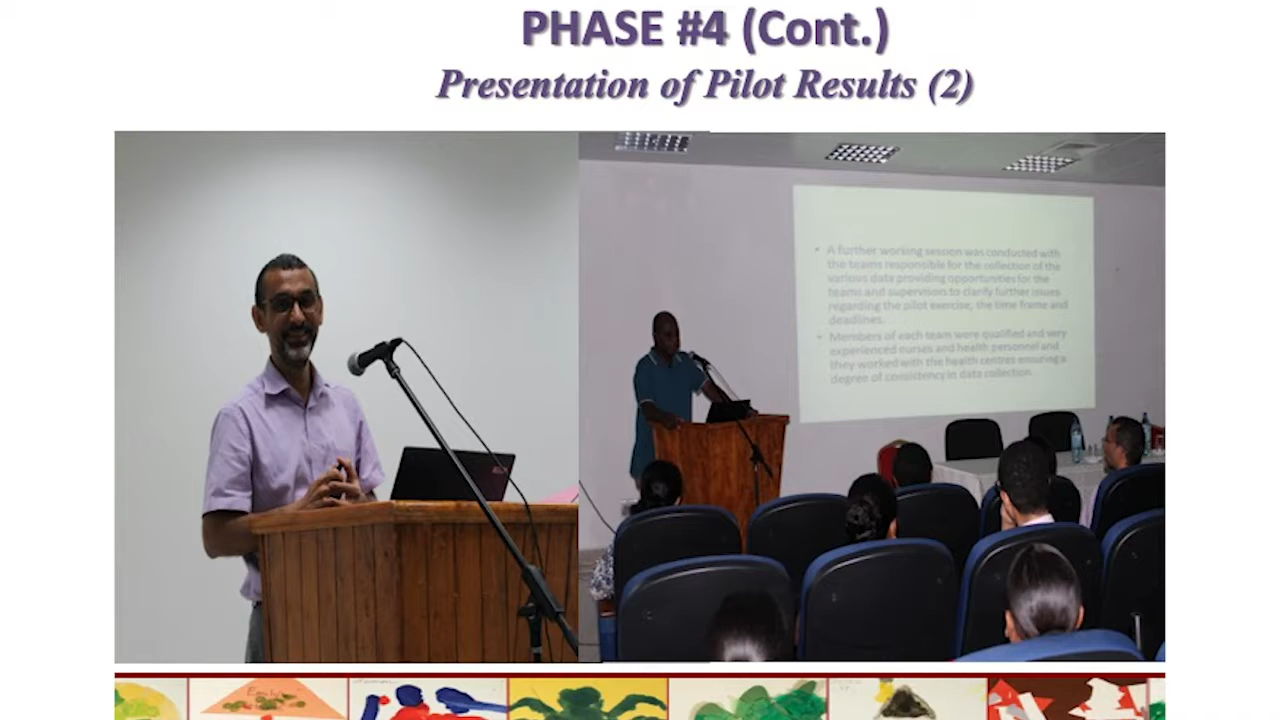 PHASE #4 (Cont.)
Presentation of Pilot Results (2)
• A further working session was conducted with
the teams responsible for the collection of the
various data providing opportunities for the
teams and supervisors to clarify further issues
regarding the pilot exercise, the time frame and
deadlines.
• Members of each team were qualified and very
experienced nurses and health personnel and
they worked with the health centres ensuring a
degree of consistency in data collection.